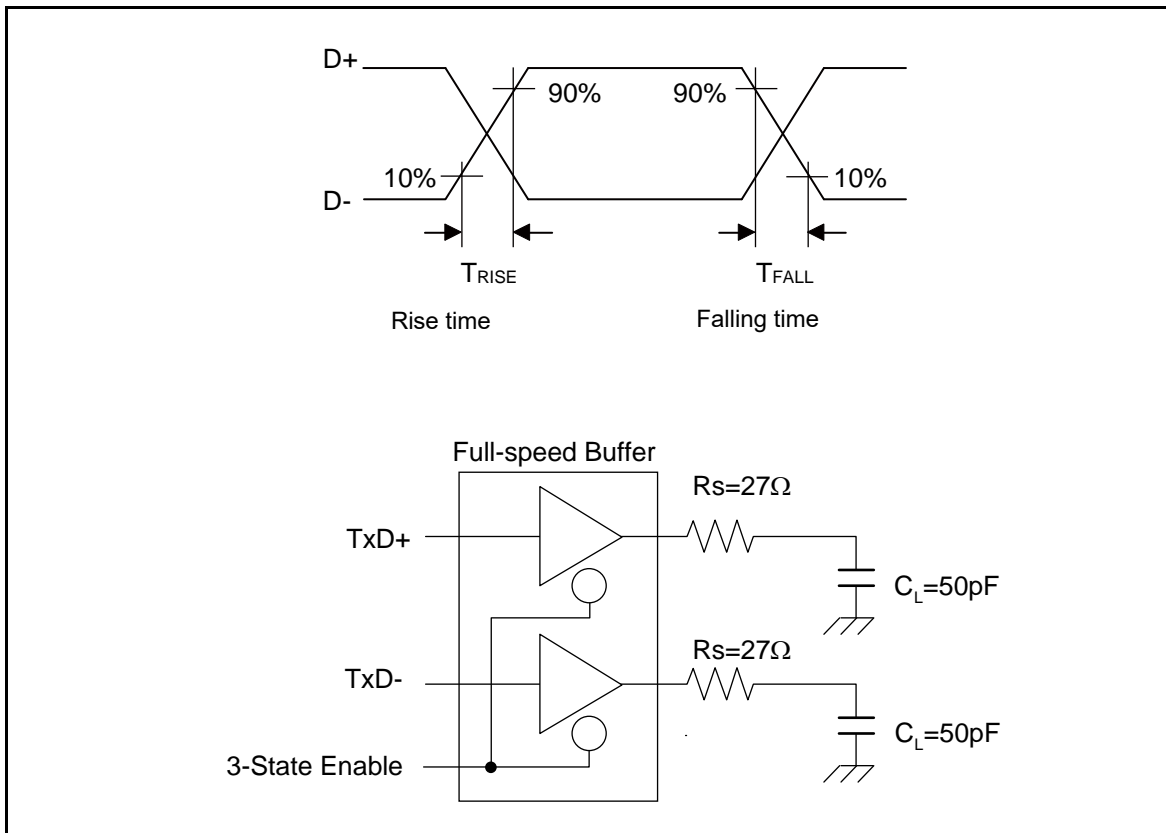 D+
90%
90%
10%
10%
D-
TRISE
TFALL
Rise time
Falling time
Full-speed Buffer
Rs=27Ω
TxD+
CL=50pF
Rs=27Ω
TxD-
CL=50pF
3-State Enable